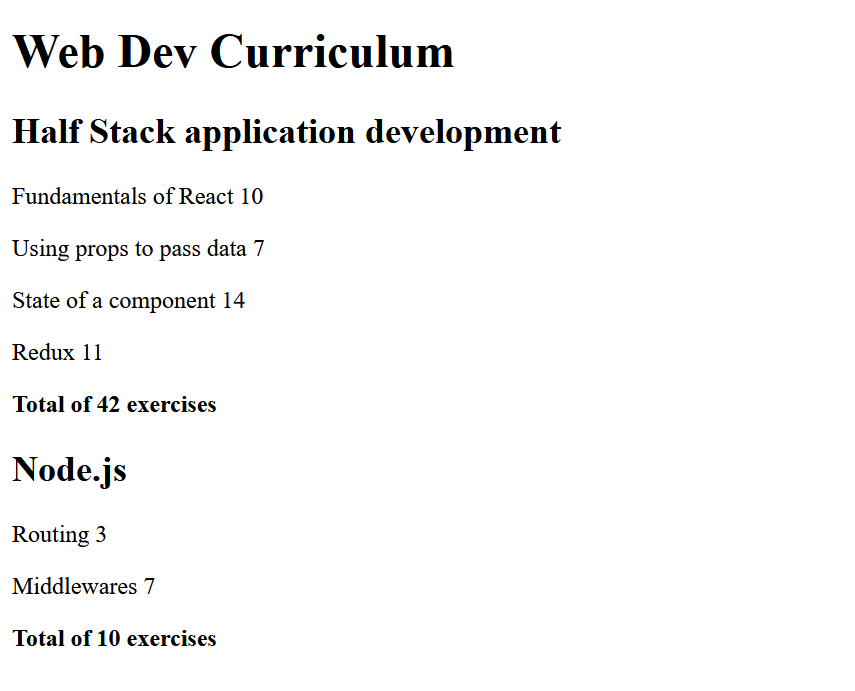 Web Dev Curriculum
Half Stack application development
Fundamentals of React 10
Using props to pass data 7
State of a component 14
Redux 11
Total of 42 exercises
Node.js
Routing 3
Middlewares 7
Total of 10 exercises